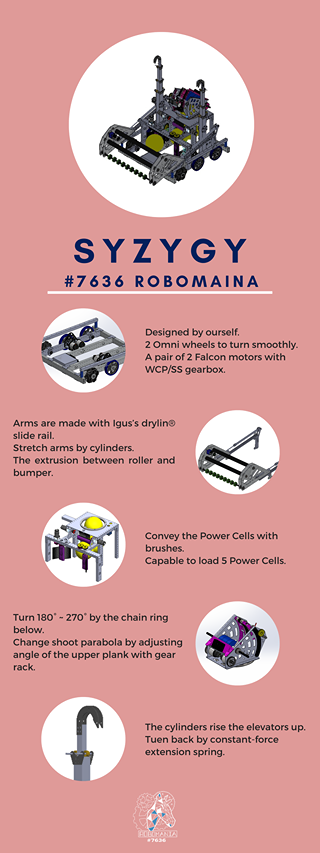 SYZYGY
#7636 ROBOMAINA
Designed by ourself.
2 Omni wheels to turn smoothly.
A pair of 2 Falcon motors with
WCP/SS gearbox.
Arms are made with Igus's drylin®
slide rail.
Stretch arms by cylinders.
The extrusion between roller and
bumper.
Convey the Power Cells with
brushes.
Capable to load 5 Power Cells.
Turn 180° – 270° by the chain ring
below.
Change shoot parabola by adjusting
angle of the upper plank with gear
rack.
The cylinders rise the elevators up.
Tuen back by constant-force
extension spring.
ROBOMANIA
#7636